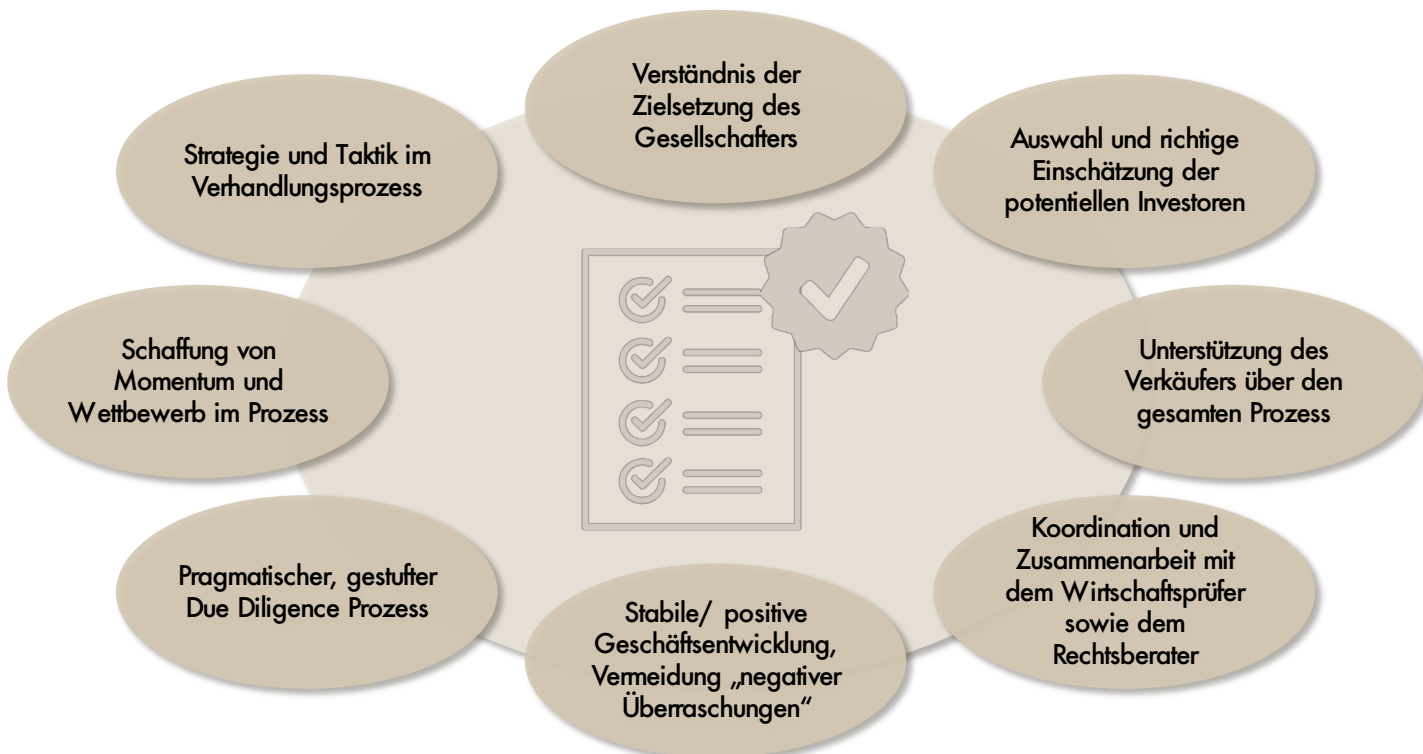 Verständnis der
Zielsetzung des
Gesellschafters
Auswahl und richtige
Einschätzung der
potentiellen Investoren
Unterstützung des
Verkäufers über den
gesamten Prozess
Koordination und
Zusammenarbeit mit
dem Wirtschaftsprüfer
sowie dem
Rechtsberater
Stabile/ positive
Geschäftsentwicklung,
Vermeidung „negativer
Überraschungen“
Pragmatischer, gestufter
Due Diligence Prozess
Schaffung von
Momentum und
Wettbewerb im Prozess
Strategie und Taktik im
Verhandlungsprozess